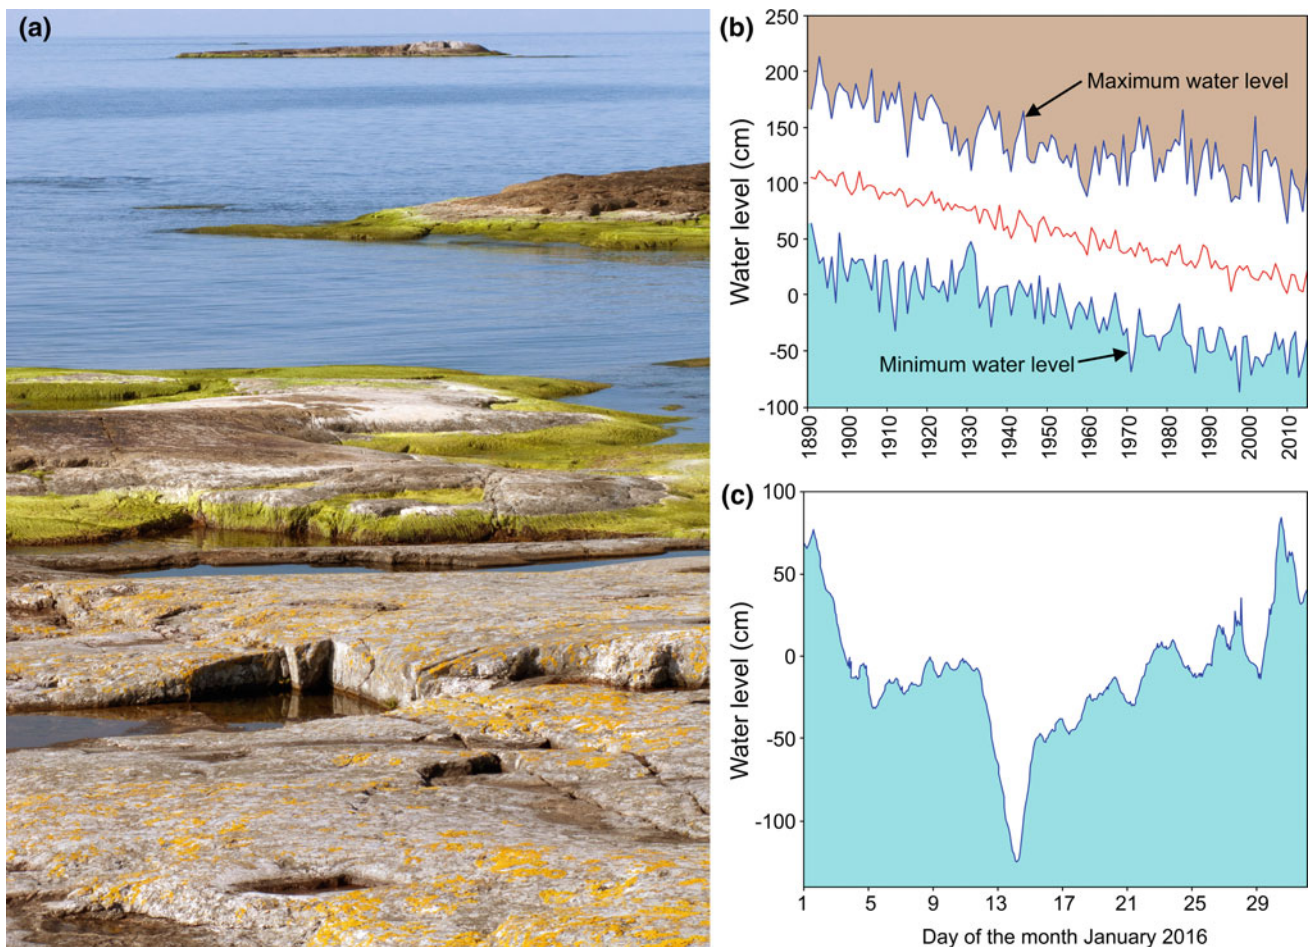 (a)
(b)
Water level (cm)
250
200
150
100
50
0
-50
-100
Maximum water level
Minimum water level
1890
1900
1910
1920
1930
1940
1950
1960
1970
1980
1990
2000
2010
(c)
Water level (cm)
100
50
0
-50
-100
1 5 9 13 17 21 25 29
Day of the month January 2016